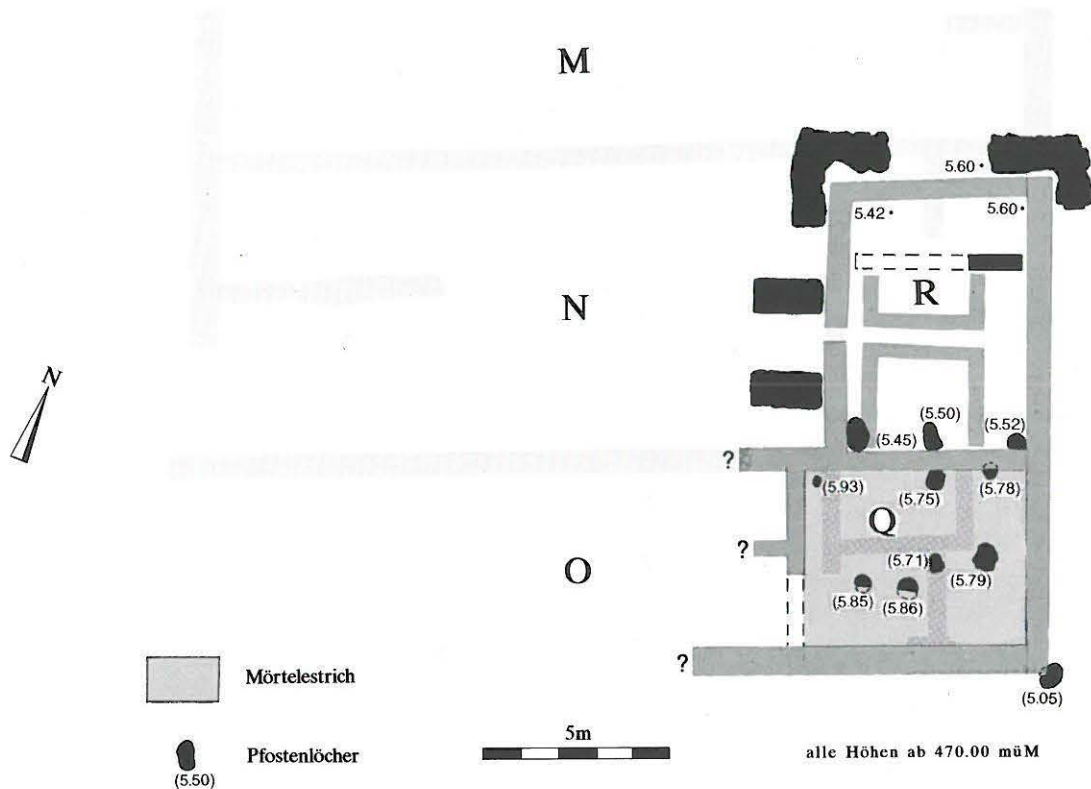 M
5.60
5.42
5.60
R
N
N
(5.50)
(5.45)
(5.52)
?
(5.93)
(5.75)
(5.78)
Q
?
O
(5.71)
(5.79)
(5.85)
(5.86)
?
Mörtelestrich
(5.05)
5m
Pfostenlöcher
alle Höhen ab 470.00 müM
(5.50)